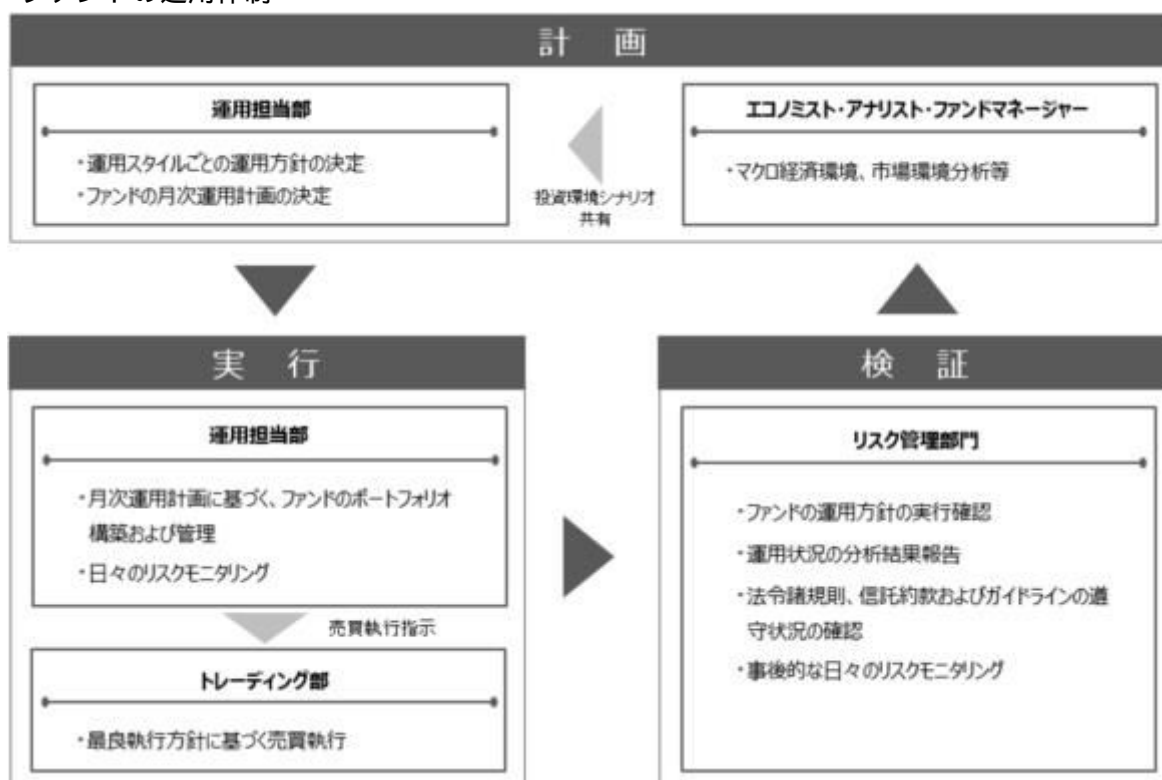 ファンドの運用体制
計 画
運用担当部
・運用スタイルごとの運用方針の決定
・ファンドの月次運用計画の決定
投資環境シナリオ
共有
エコノミスト・アナリスト・ファンドマネージャー
・マクロ経済環境、市場環境分析等
実 行
運用担当部
・月次運用計画に基づく、ファンドのポートフォリオ
構築および管理
・日々のリスクモニタリング
売買執行指示
トレーディング部
・最良執行方針に基づく売買執行
検 証
リスク管理部門
・ファンドの運用方針の実行確認
・運用状況の分析結果報告
・法令諸規則、信託約款およびガイドラインの遵
守状況の確認
・事後的な日々のリスクモニタリング